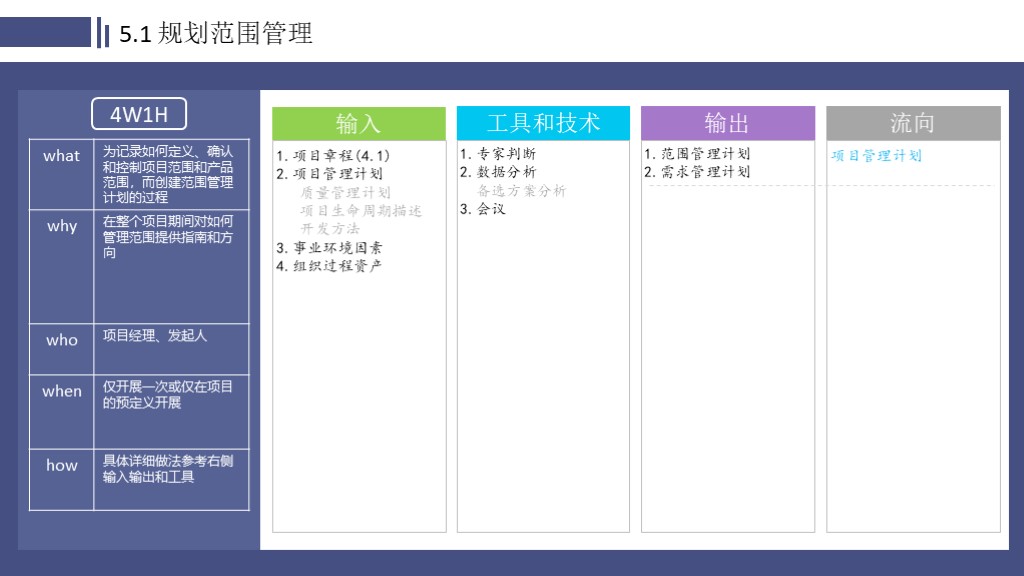 5.1 规划范围管理
4W1H
what
为记录如何定义、确认
和控制项目范围和产品
范围，而创建范围管理
计划的过程
why
在整个项目期间对如何
管理范围提供指南和方
向
who
项目经理、发起人
when
仅开展一次或仅在项目
的预定义开展
how
具体详细做法参考右侧
输入输出和工具
输入
1. 项目章程(4.1)
2. 项目管理计划
质量管理计划
项目生命周期描述
开发方法
3. 事业环境因素
4. 组织过程资产
工具和技术
1. 专家判断
2. 数据分析
备选方案分析
3. 会议
输出
1. 范围管理计划
2. 需求管理计划
流向
项目管理计划